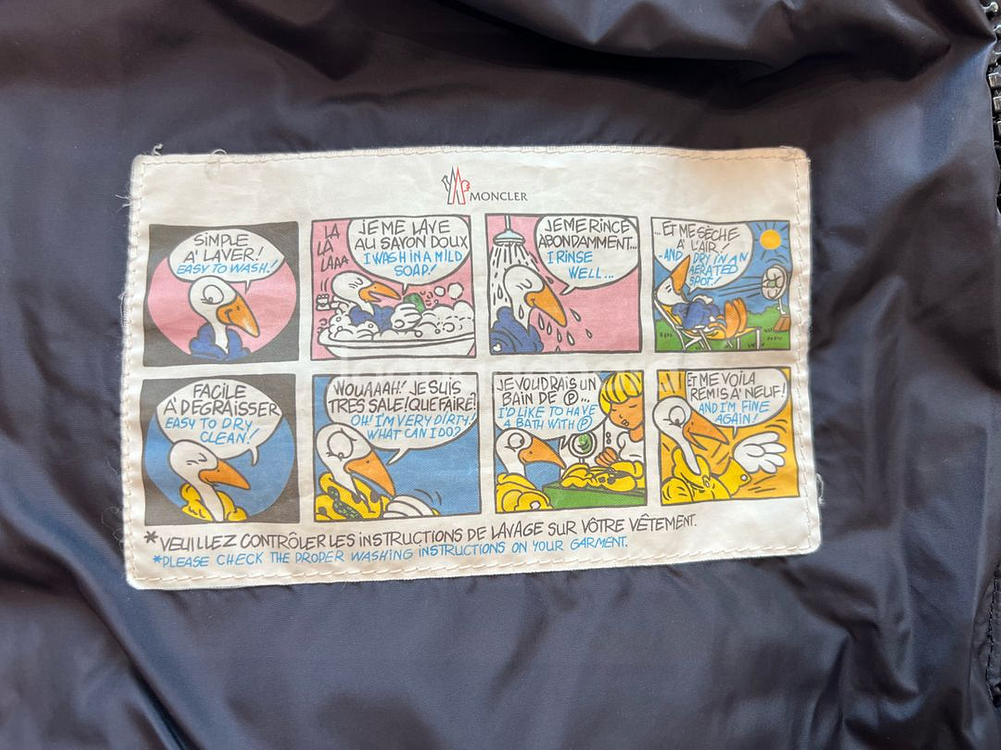 MONCLER
SIMPLE
A' LAVER!
EASY TO WASH!
LA
LA
LAAA
JE ME LAVE
AU SAVON DOUX
I WASH IN A MILD
SOAP!
JE ME RINCE
ABONDAMMENT...
I RINSE
WELL...
...ET ME SÈCHE
A' L'AIR!
-AND DRY IN AN
AERATED
SPOT.
FACILE
A' DEGRAISSER
EASY TO DRY
CLEAN!
WOUAAAH! JE SUIS
TRES SALE! QUE FAIRE!
OH! I'M VERY DIRTY!
WHAT CAN I DO?
JE VOUDRAIS UN
BAIN DE Ⓟ...
I'D LIKE TO HAVE
A BATH WITH Ⓟ
ET ME VOILA
REMIS A' NEUF!
AND I'M FINE
AGAIN!
*VEUILLEZ CONTRÔLER LES INSTRUCTIONS DE LAVAGE SUR VÔTRE VÊTEMENT.
*PLEASE CHECK THE PROPER WASHING INSTRUCTIONS ON YOUR GARMENT.